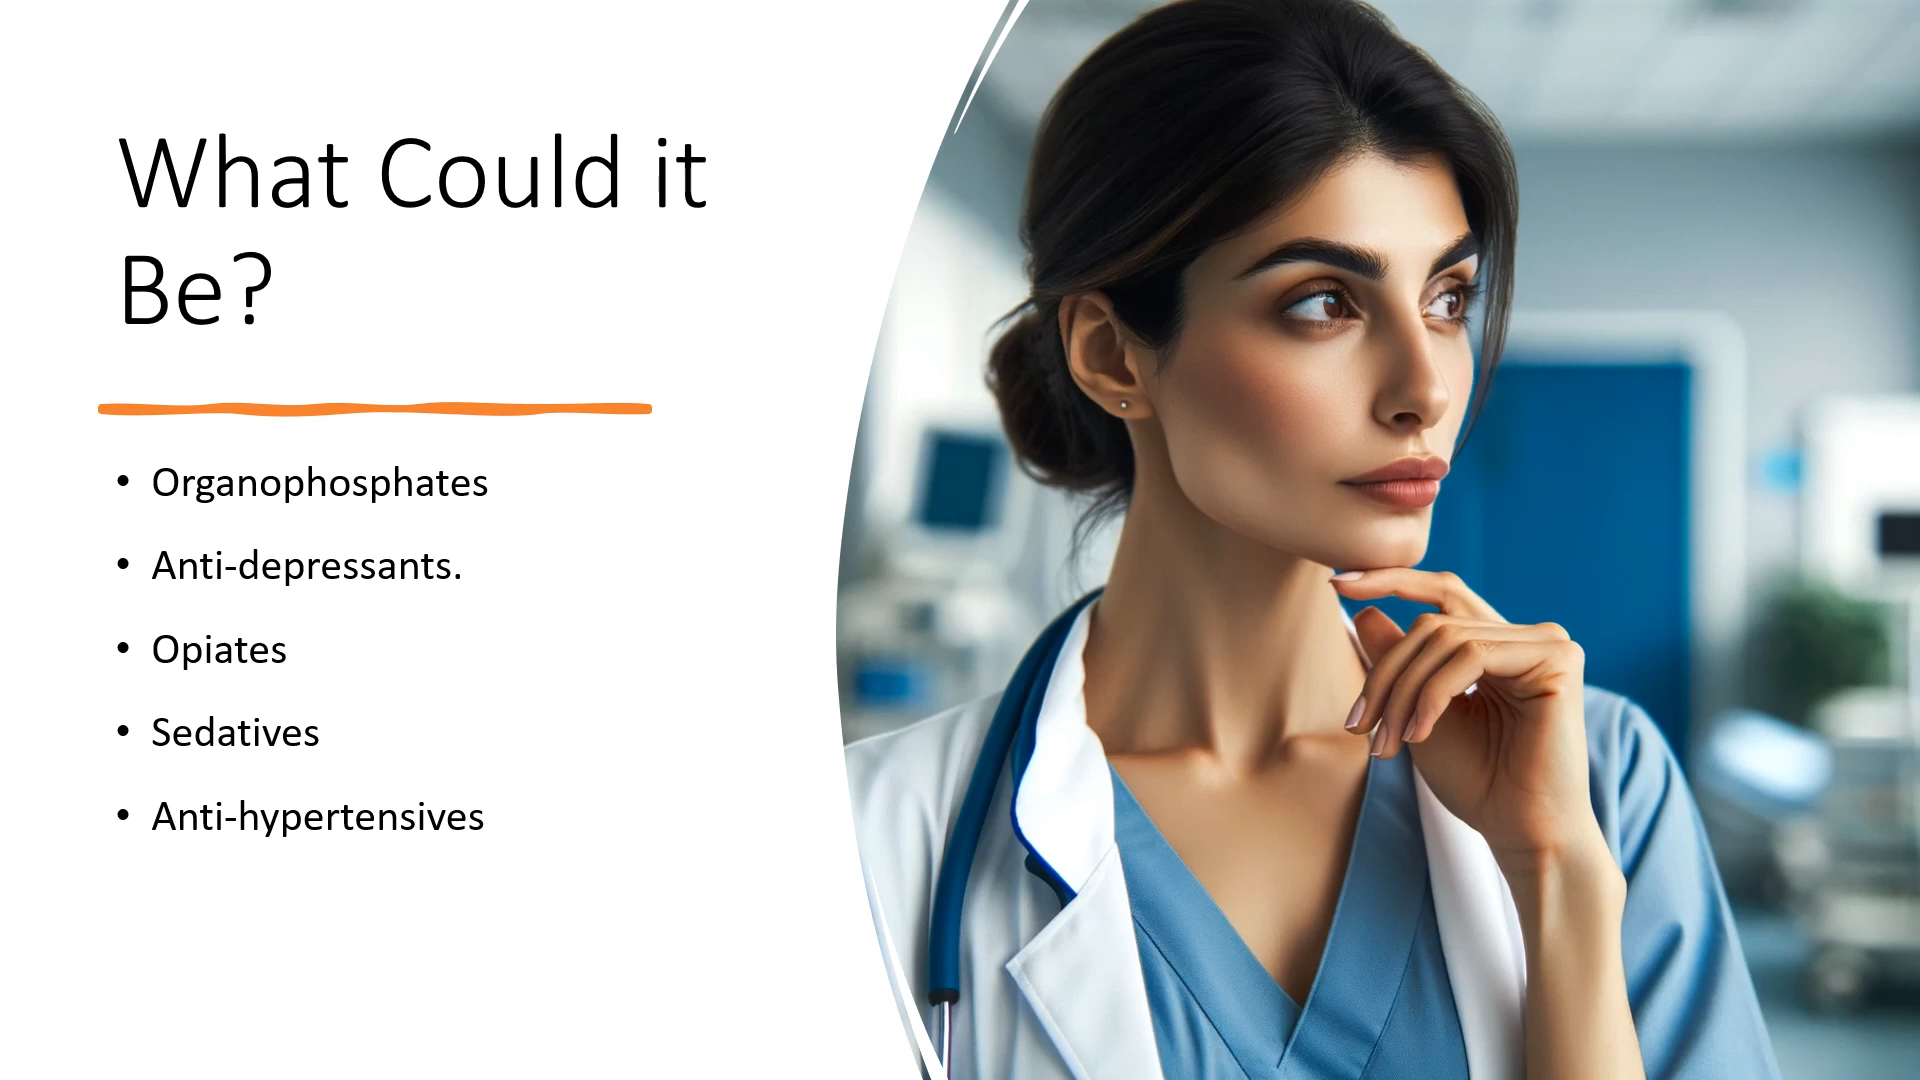 What Could it
Be?
• Organophosphates
• Anti-depressants.
• Opiates
• Sedatives
• Anti-hypertensives